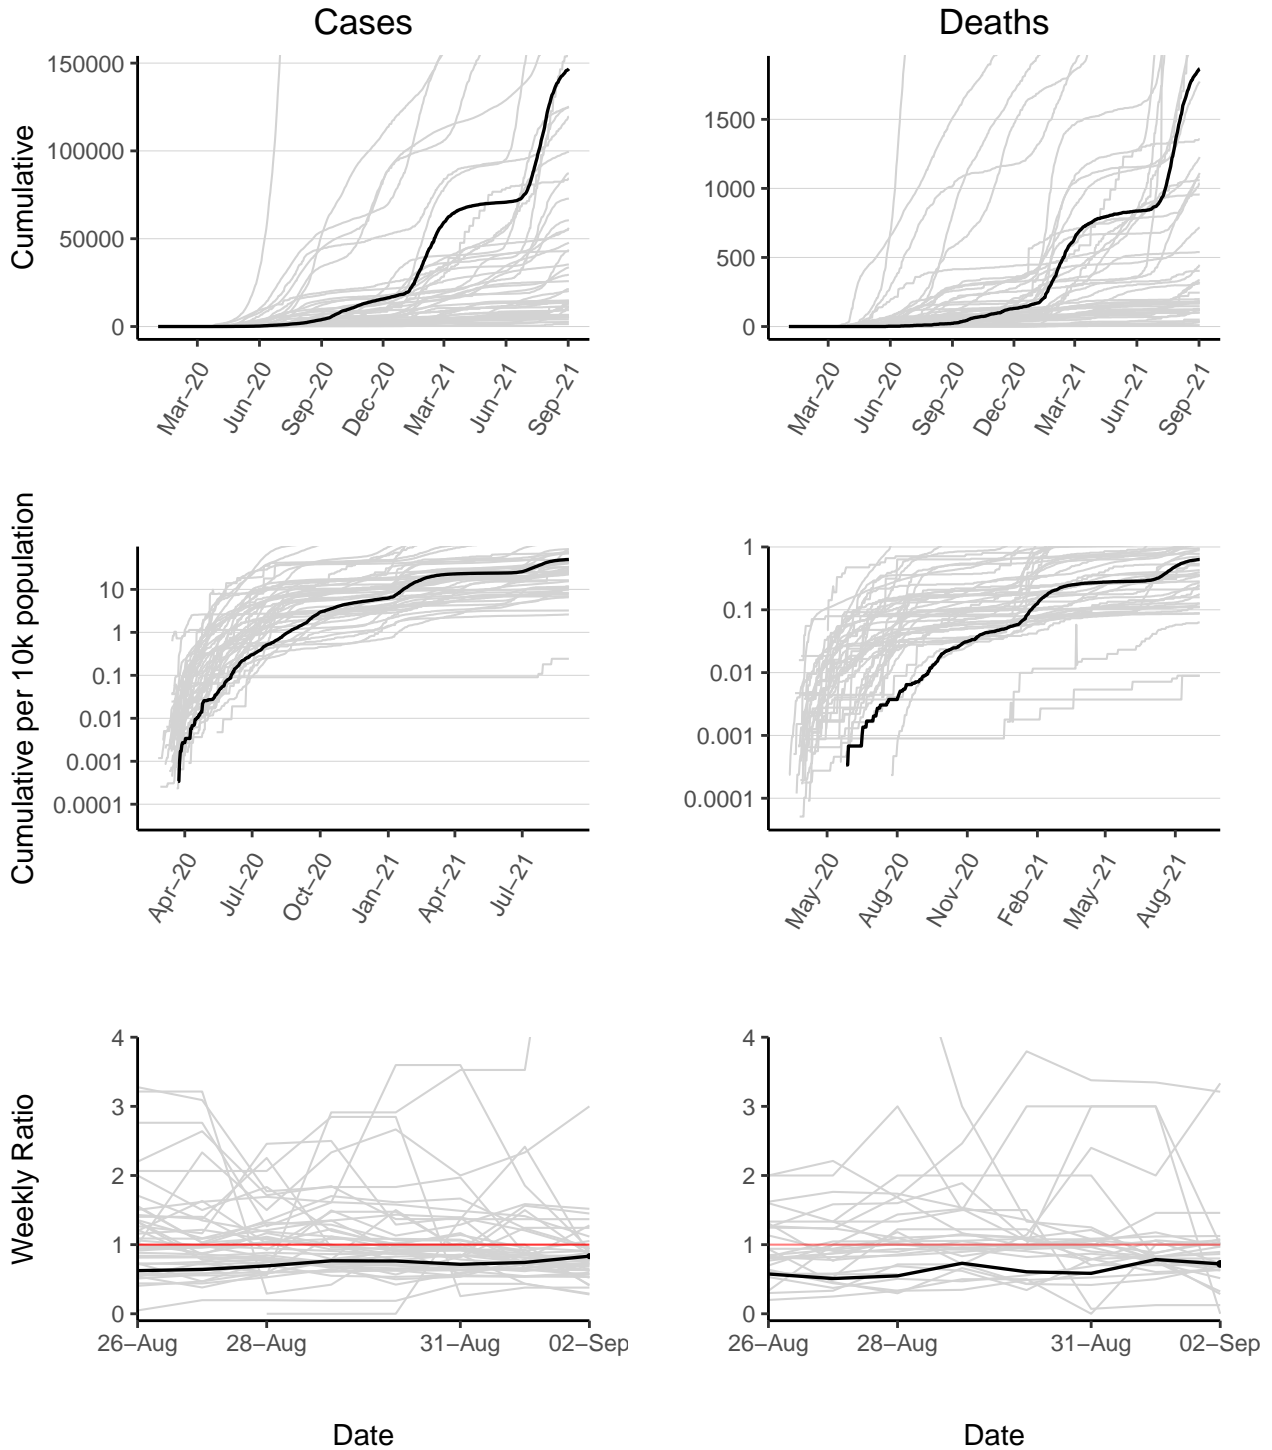 Cases
Deaths
Cumulative
150000
100000
50000
0
Mar−20
Jun−20
Sep−20
Dec−20
Mar−21
Jun−21
Sep−21
1500
1000
500
0
Mar−20
Jun−20
Sep−20
Dec−20
Mar−21
Jun−21
Sep−21
Cumulative per 10k population
10
1
0.1
0.01
0.001
0.0001
Apr−20
Jul−20
Oct−20
Jan−21
Apr−21
Jul−21
1
0.1
0.01
0.001
0.0001
May−20
Aug−20
Nov−20
Feb−21
May−21
Aug−21
Weekly Ratio
4
3
2
1
0
26−Aug
28−Aug
31−Aug
02−Sep
4
3
2
1
0
26−Aug
28−Aug
31−Aug
02−Sep
Date
Date